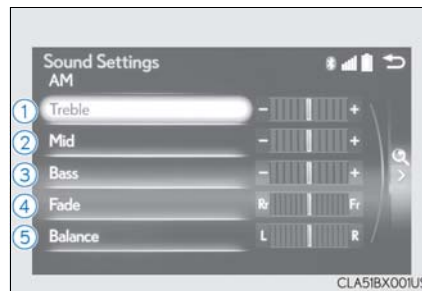 Sound Settings
AM
1 Treble - +
2 Mid - +
3 Bass - +
4 Fade Rr Fr
5 Balance L R
CLA51BX001US